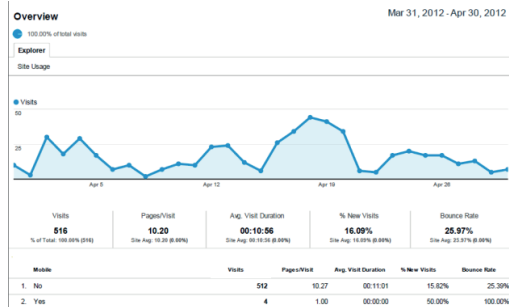 Overview
Mar 31, 2012 - Apr 30, 2012
100.00% of total visits
Explorer
Site Usage
Visits
50
25
Apr 5 Apr 12 Apr 19 Apr 26
Visits Pages/Visit Avg. Visit Duration % New Visits Bounce Rate
516 10.20 00:10:56 16.09% 25.97%
% of Total: 100.00% (516) Site Avg: 10.20 (0.00%) Site Avg: 00:10:56 (0.00%) Site Avg: 16.09% (0.00%) Site Avg: 25.97% (0.00%)
Mobile Visits Pages/Visit Avg. Visit Duration % New Visits Bounce Rate
1. No 512 10.27 00:11:01 15.82% 25.39%
2. Yes 4 1.00 00:00:00 50.00% 100.00%